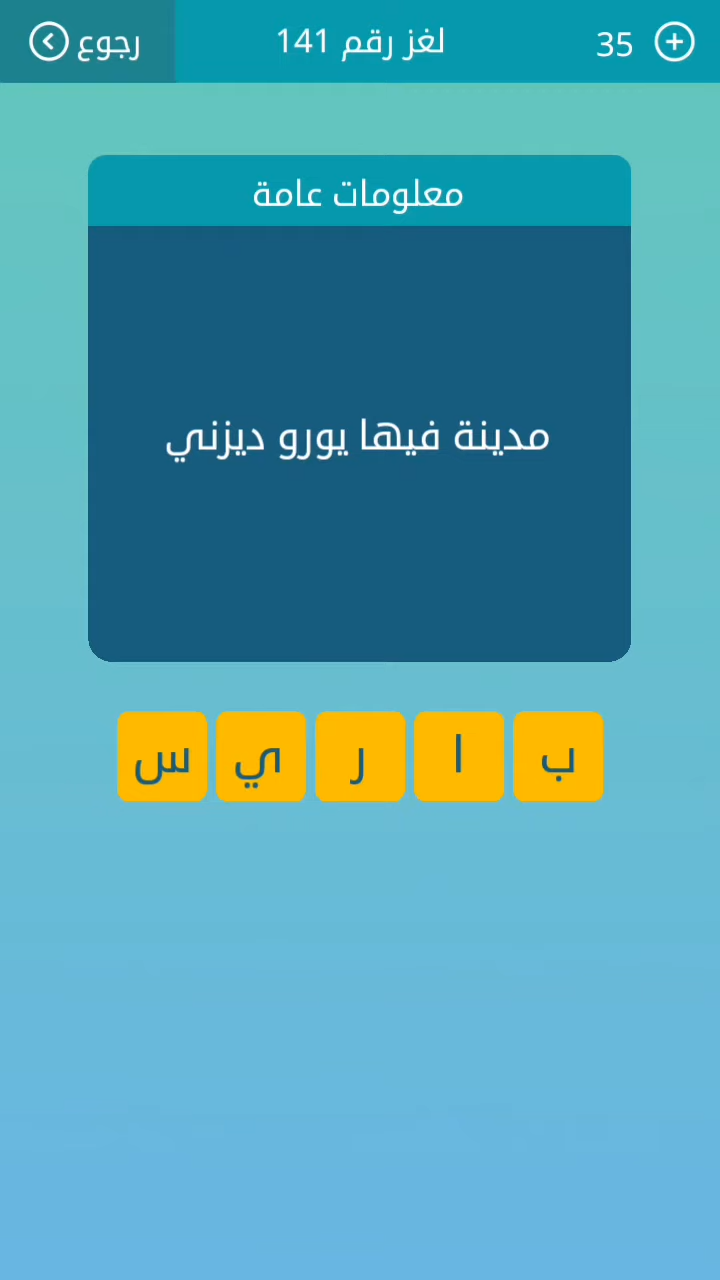 رجوع
لغز رقم 141
35
معلومات عامة
مدينة فيها يورو ديزني
ب ا ر ي س